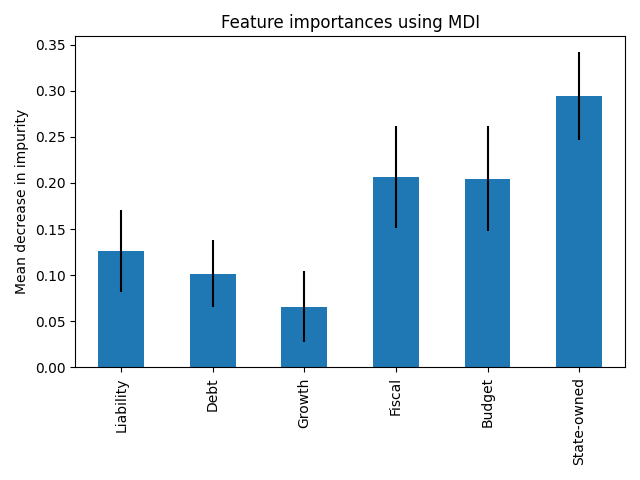 Feature importances using MDI
Mean decrease in impurity
0.35
0.30
0.25
0.20
0.15
0.10
0.05
0.00
Liability
Debt
Growth
Fiscal
Budget
State-owned